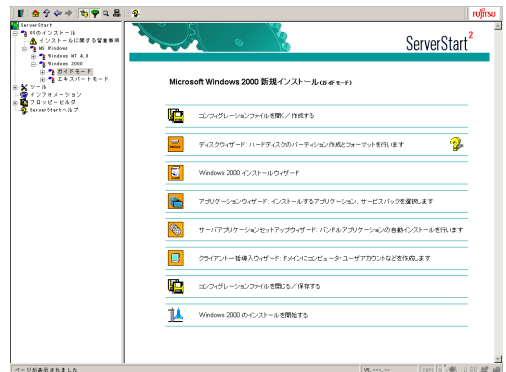 FUJITSU
ServerStart
OSのインストール
インストールに関する留意事項
MS Windows
Windows NT 4.0
Windows 2000
ガイドモード
エキスパートモード
ツール
インフォメーション
フロッピービルダ
ServerStartヘルプ
ServerStart2
Microsoft Windows 2000 新規インストール(ガイドモード)
コンフィグレーションファイルを開く／作成する
ディスクウィザード: ハードディスクのパーティション作成とフォーマットを行います
Windows 2000 インストールウィザード
アプリケーションウィザード: インストールするアプリケーション、サービスパックを選択します
サーバアプリケーションセットアップウィザード: バンドルアプリケーションの自動インストールを行います
クライアント一括導入ウィザード: ドメインにコンピュータ・ユーザアカウントなどを作成します
コンフィグレーションファイルを閉じる／保存する
Windows 2000 のインストールを開始する
ページが表示されました